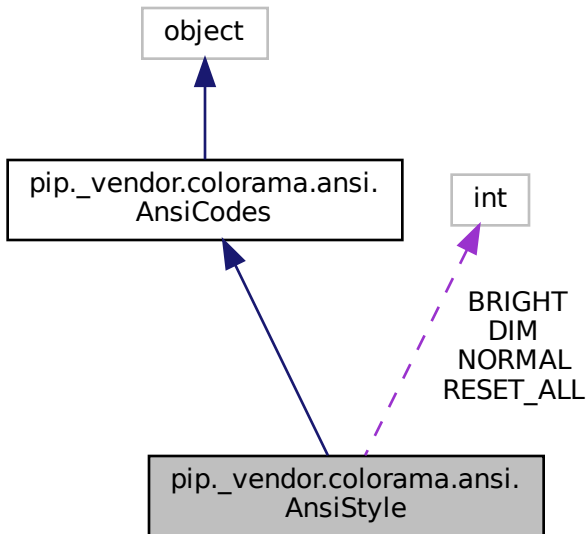 object
pip._vendor.colorama.ansi.
AnsiCodes
int
BRIGHT
DIM
NORMAL
RESET_ALL
pip._vendor.colorama.ansi.
AnsiStyle